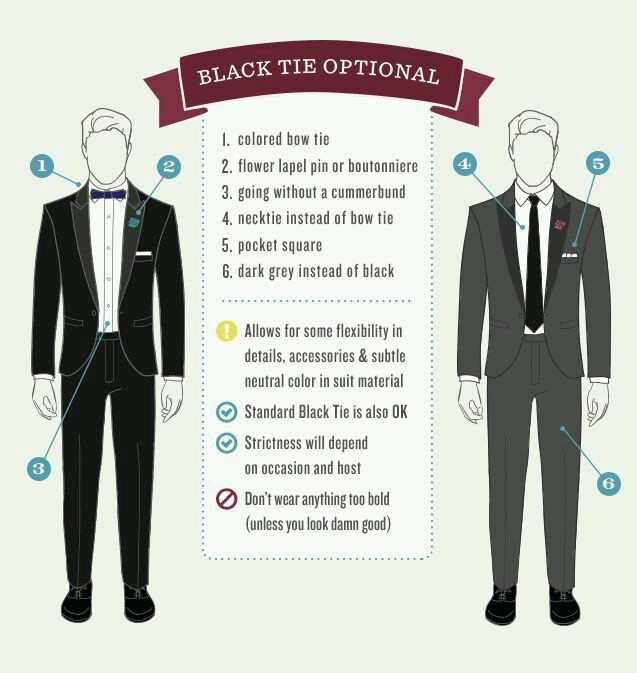 BLACK TIE OPTIONAL
1. colored bow tie
2. flower lapel pin or boutonniere
3. going without a cummerbund
4. necktie instead of bow tie
5. pocket square
6. dark grey instead of black
! Allows for some flexibility in
details, accessories & subtle
neutral color in suit material
Standard Black Tie is also OK
Strictness will depend
on occasion and host
Don't wear anything too bold
(unless you look damn good)
1
2
3
4
5
6